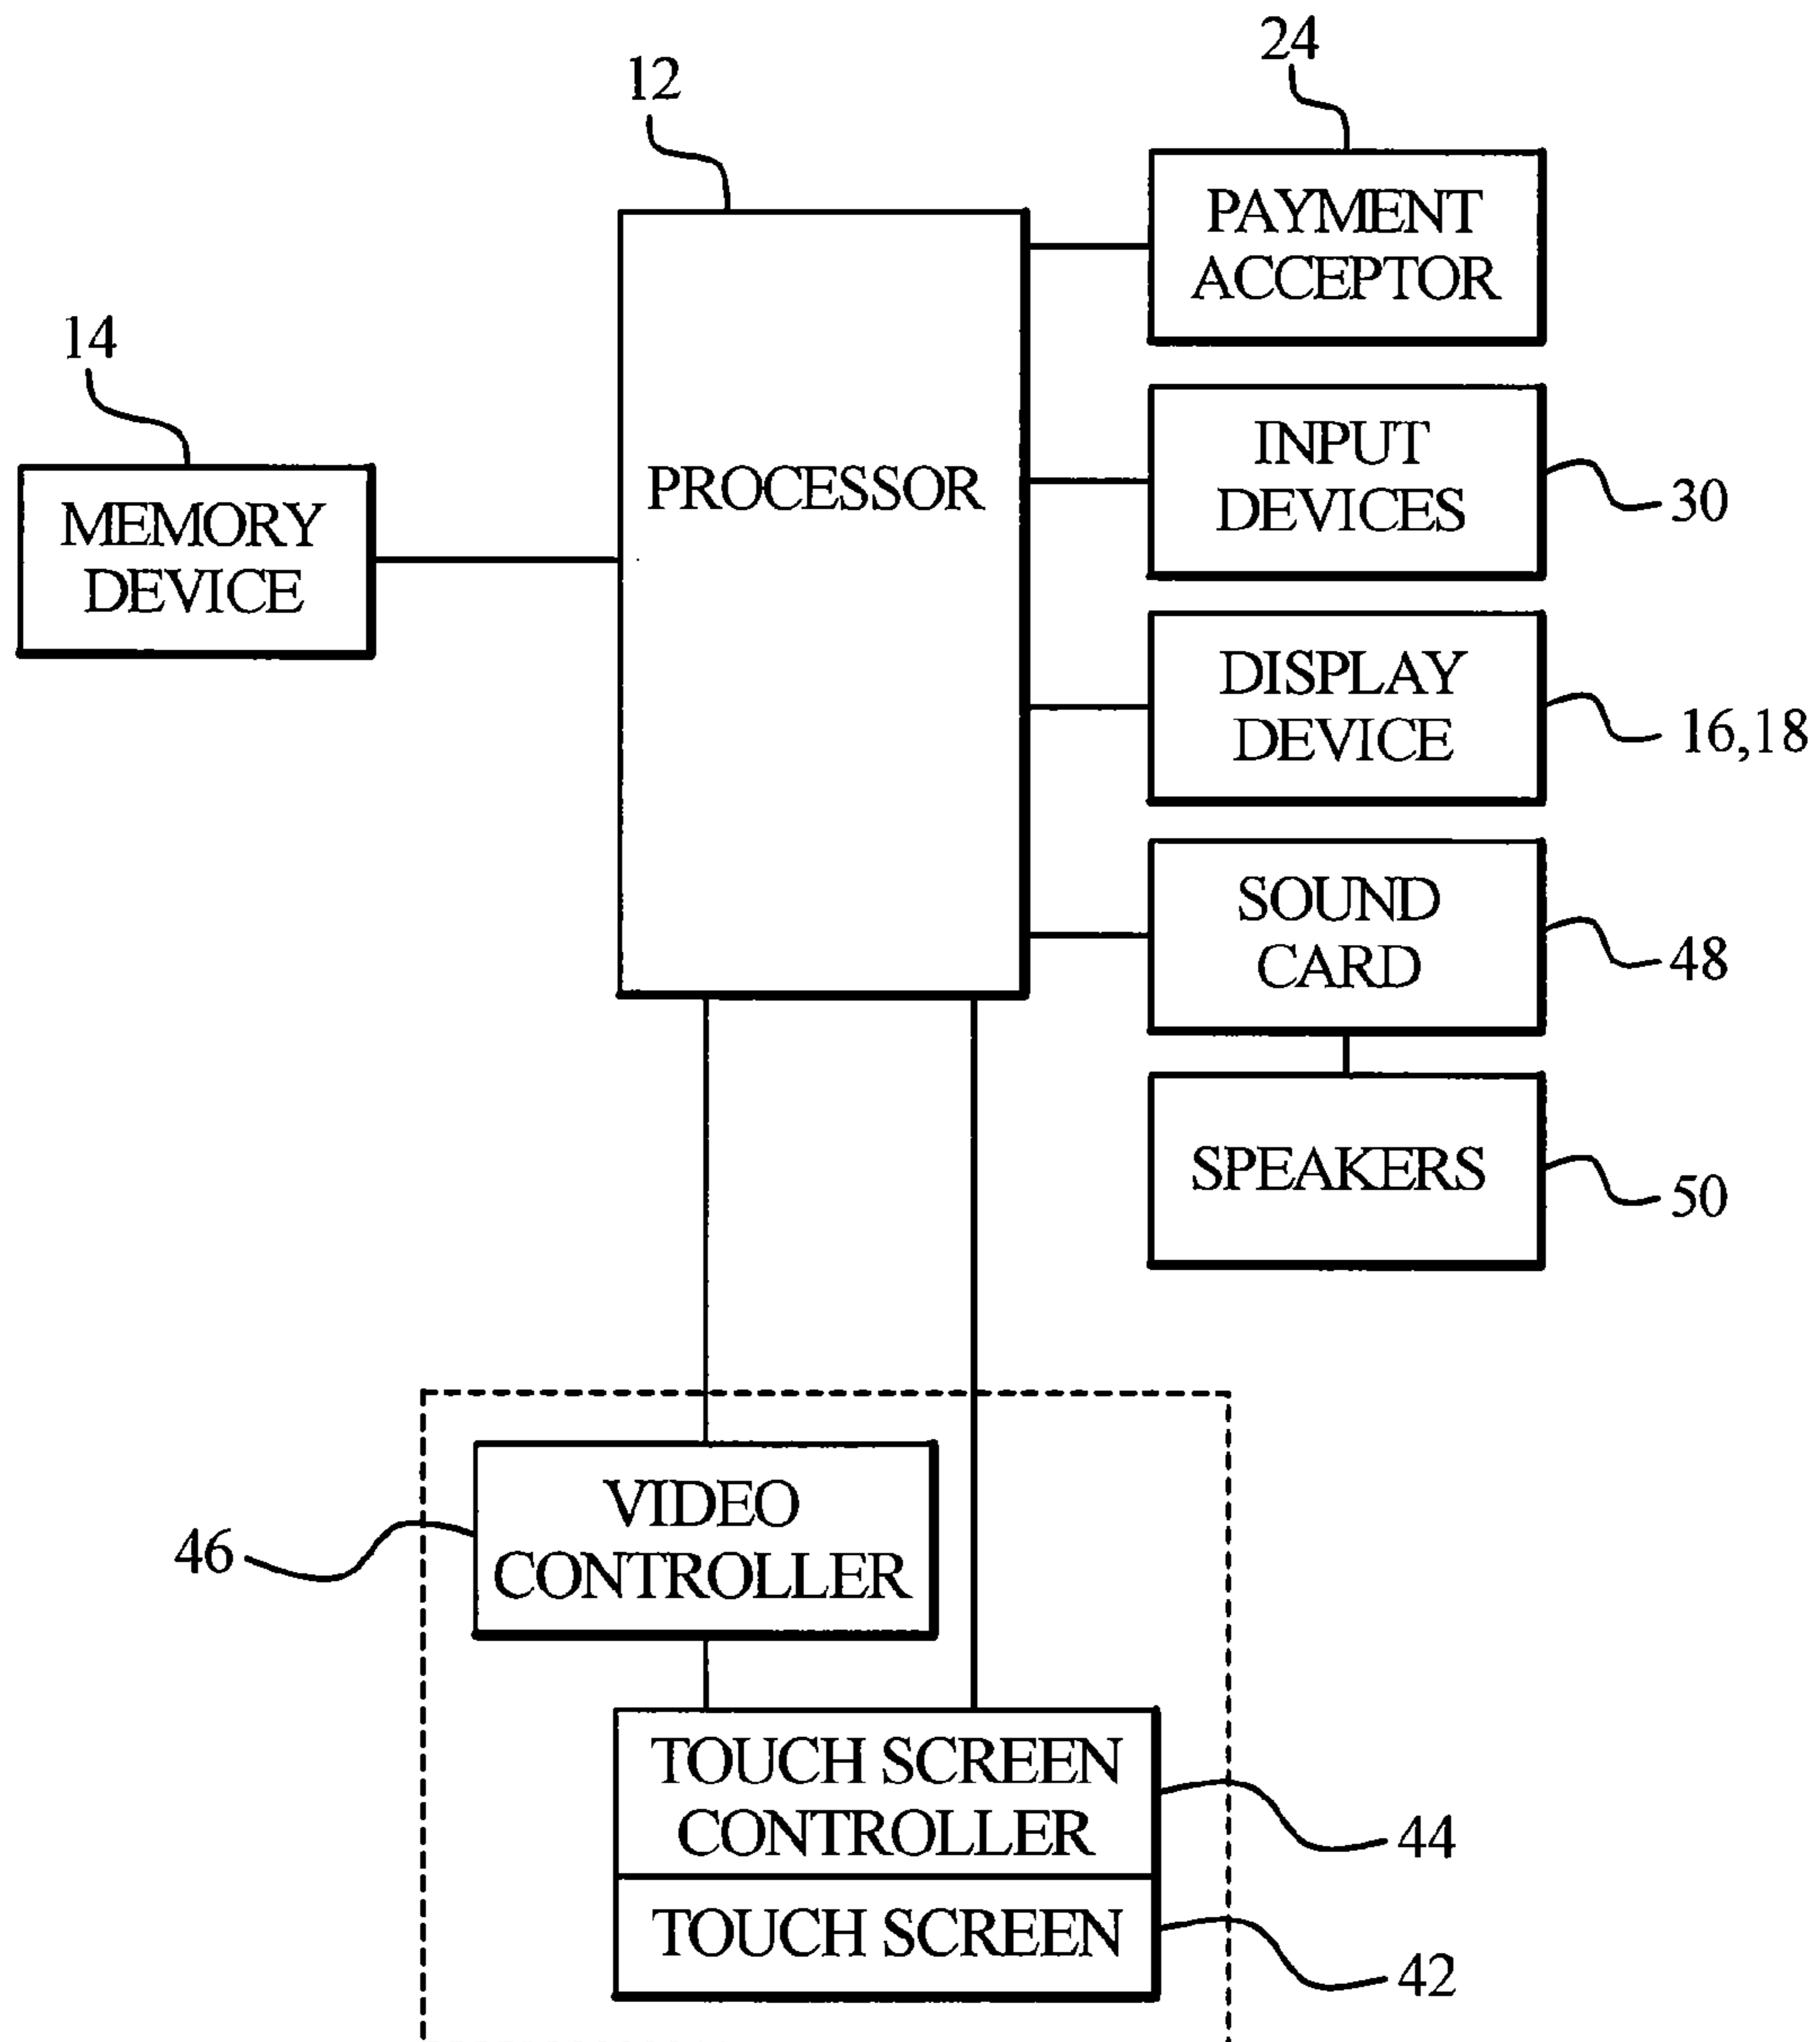 24
12
PAYMENT
ACCEPTOR
14
INPUT
DEVICES
30
PROCESSOR
MEMORY
DEVICE
DISPLAY
DEVICE
16,18
SOUND
CARD
48
SPEAKERS
50
VIDEO
CONTROLLER
46
TOUCH SCREEN
CONTROLLER
44
TOUCH SCREEN
42